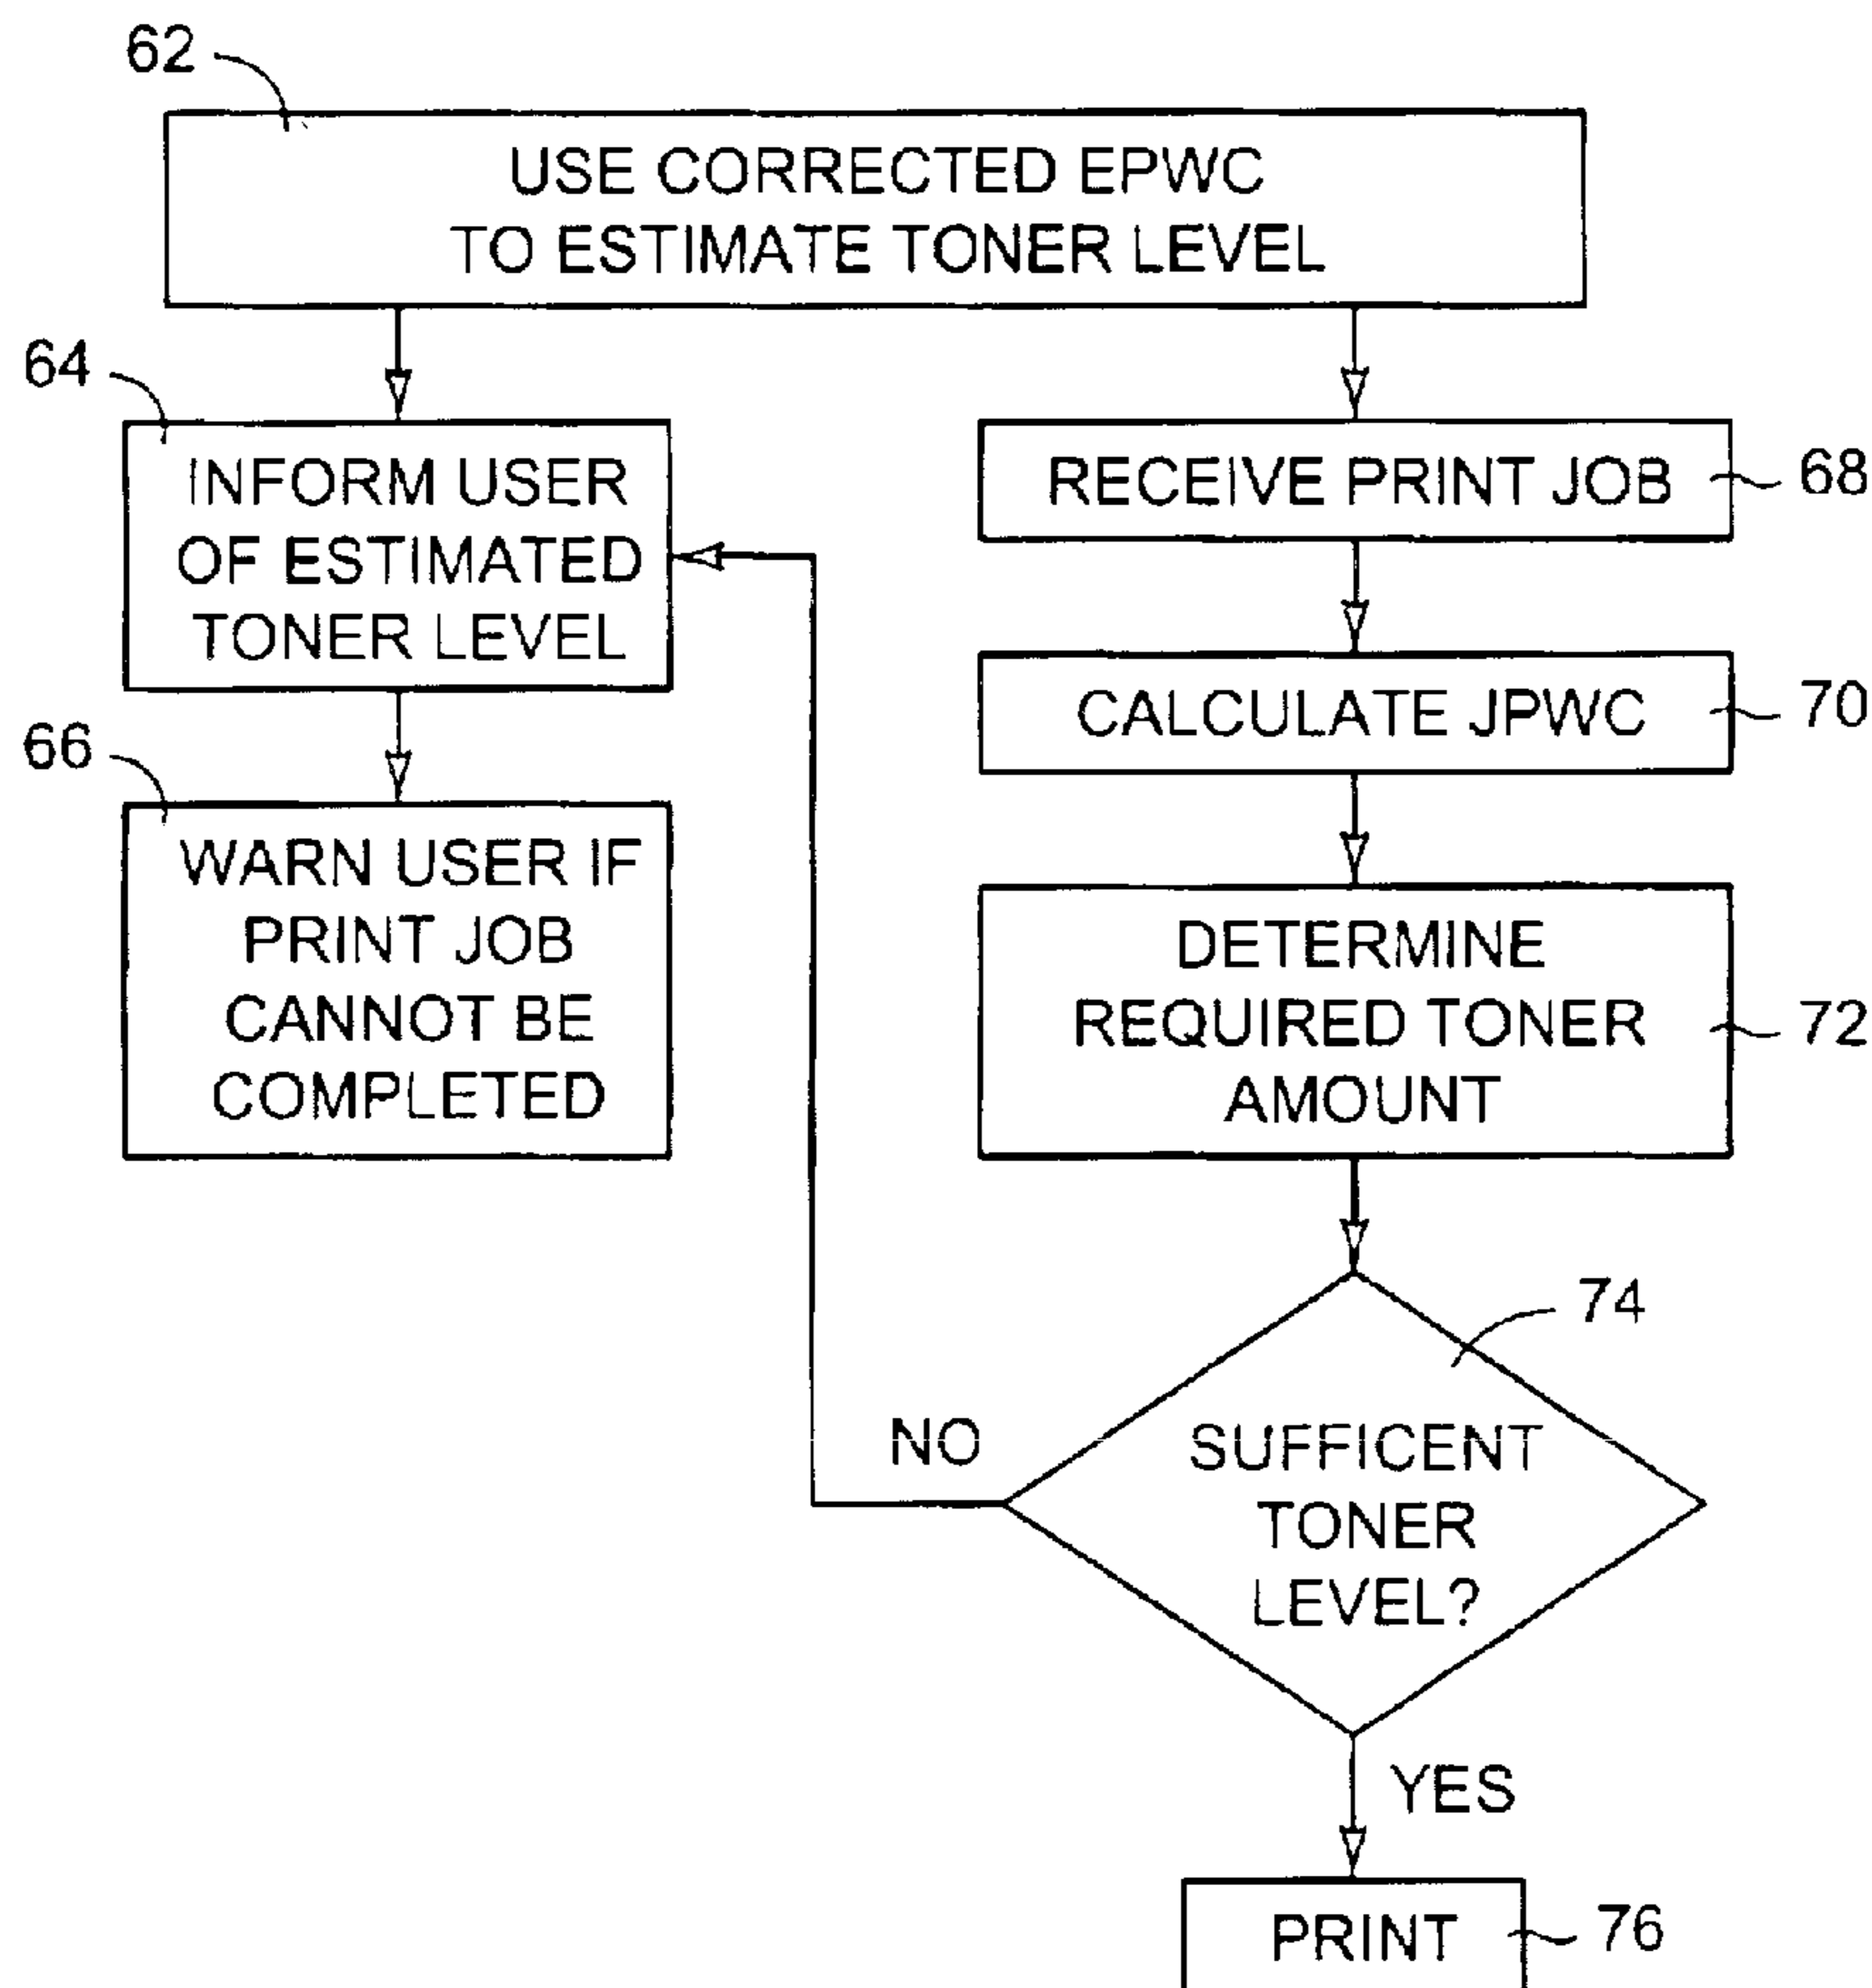 62
USE CORRECTED EPWC
TO ESTIMATE TONER LEVEL
64
INFORM USER
OF ESTIMATED
TONER LEVEL
66
WARN USER IF
PRINT JOB
CANNOT BE
COMPLETED
RECEIVE PRINT JOB
68
CALCULATE JPWC
70
DETERMINE
REQUIRED TONER
AMOUNT
72
74
SUFFICENT
TONER
LEVEL?
NO
YES
PRINT
76